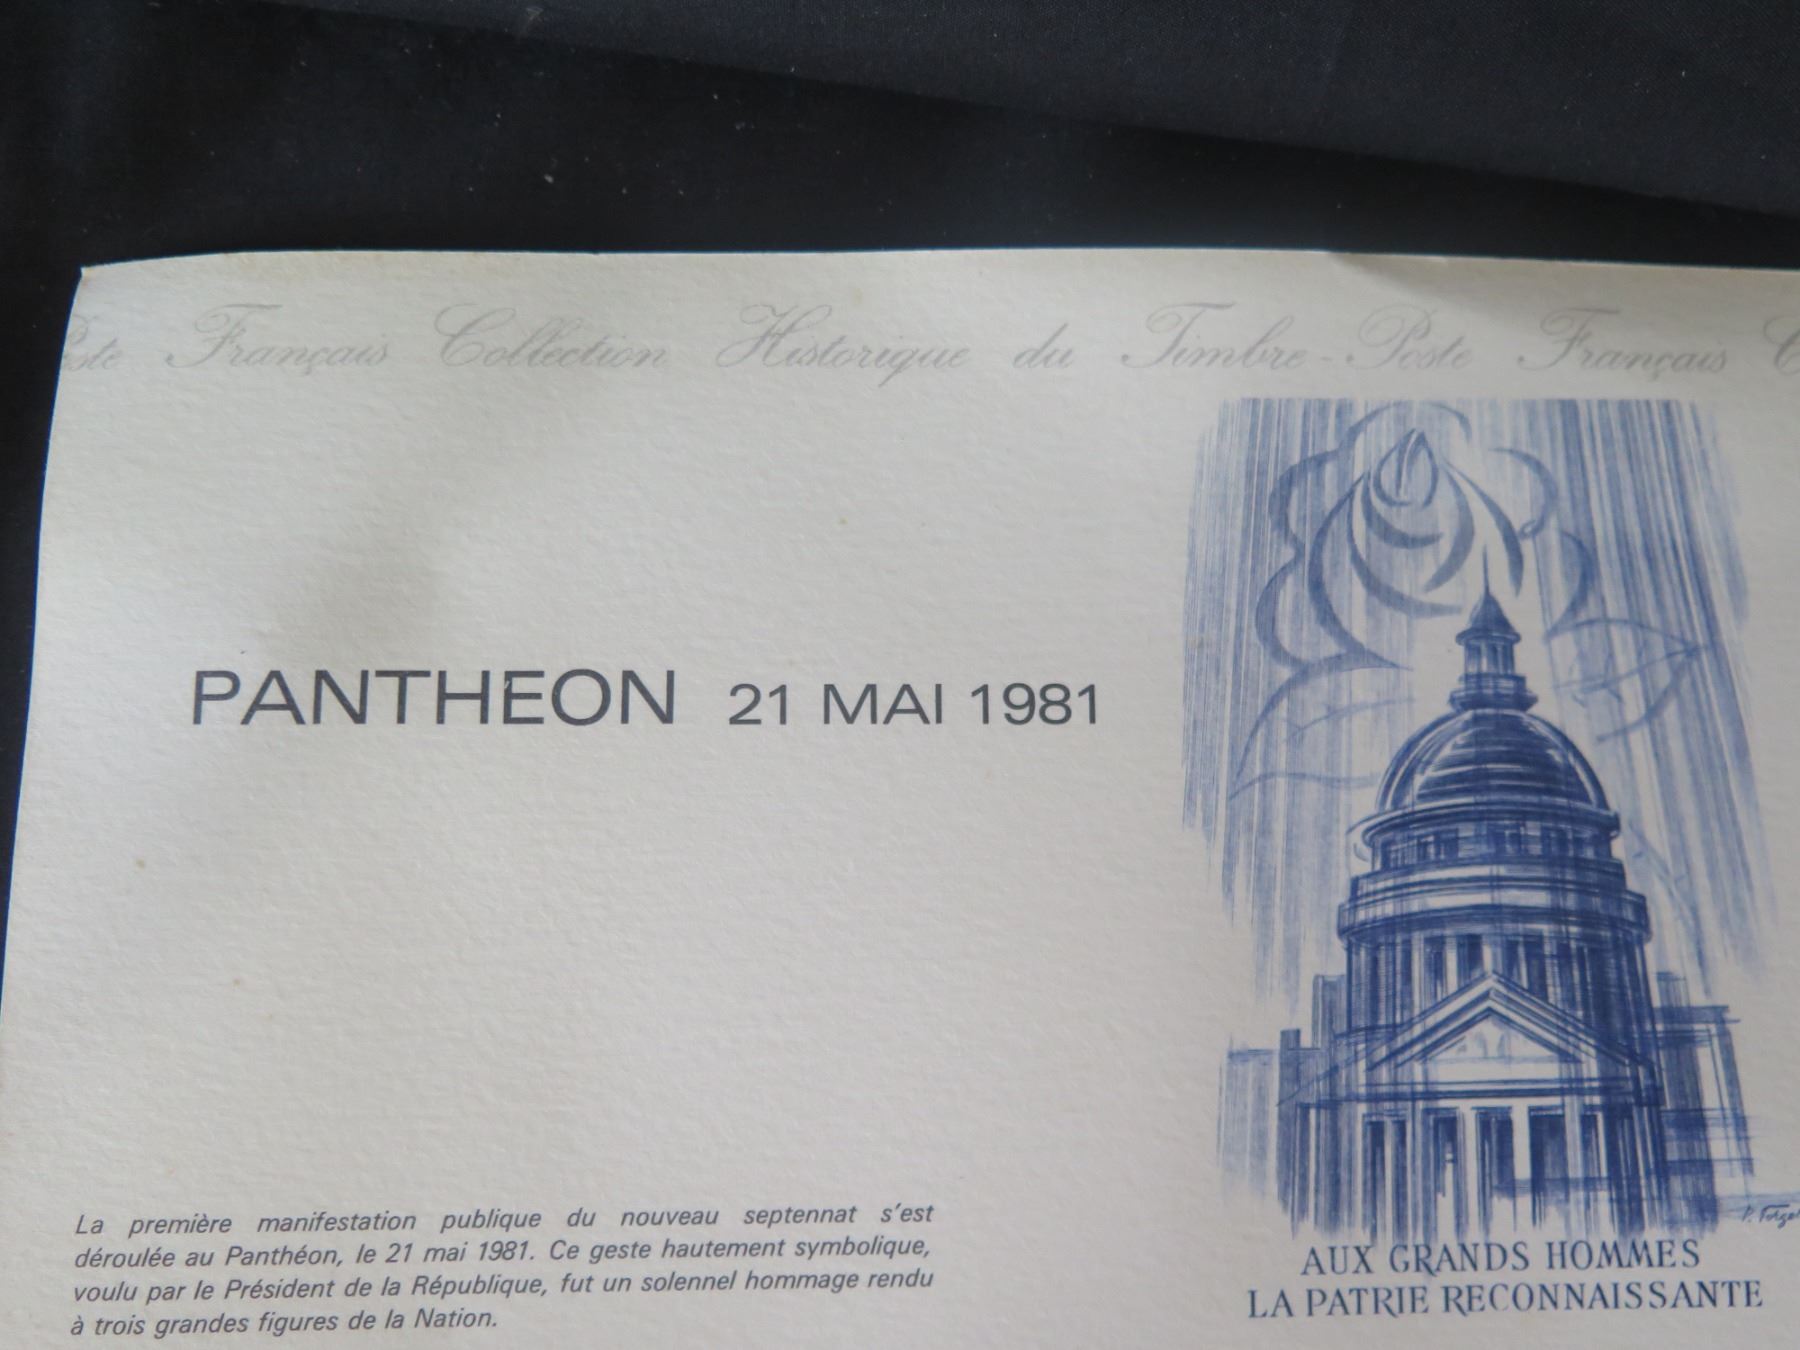 Français Collection Historique du Timbre-Poste Français
PANTHEON 21 MAI 1981
La première manifestation publique du nouveau septennat s'est
déroulée au Panthéon, le 21 mai 1981. Ce geste hautement symbolique,
voulu par le Président de la République, fut un solennel hommage rendu
à trois grandes figures de la Nation.
AUX GRANDS HOMMES
LA PATRIE RECONNAISSANTE